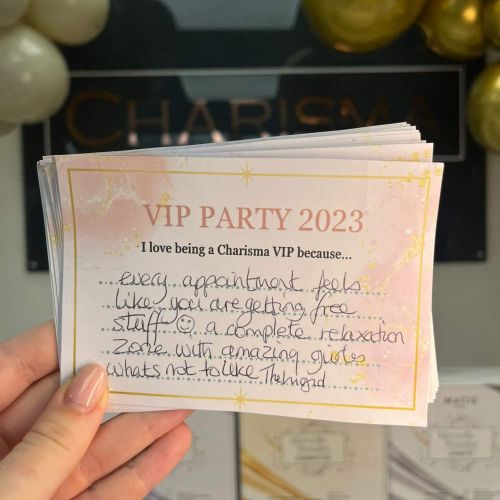 CHARISMA
VIP PARTY 2023
I love being a Charisma VIP because...
every appointment feels
like you are getting free
stuff ☺ a complete relaxation
zone with amazing
whats not to like